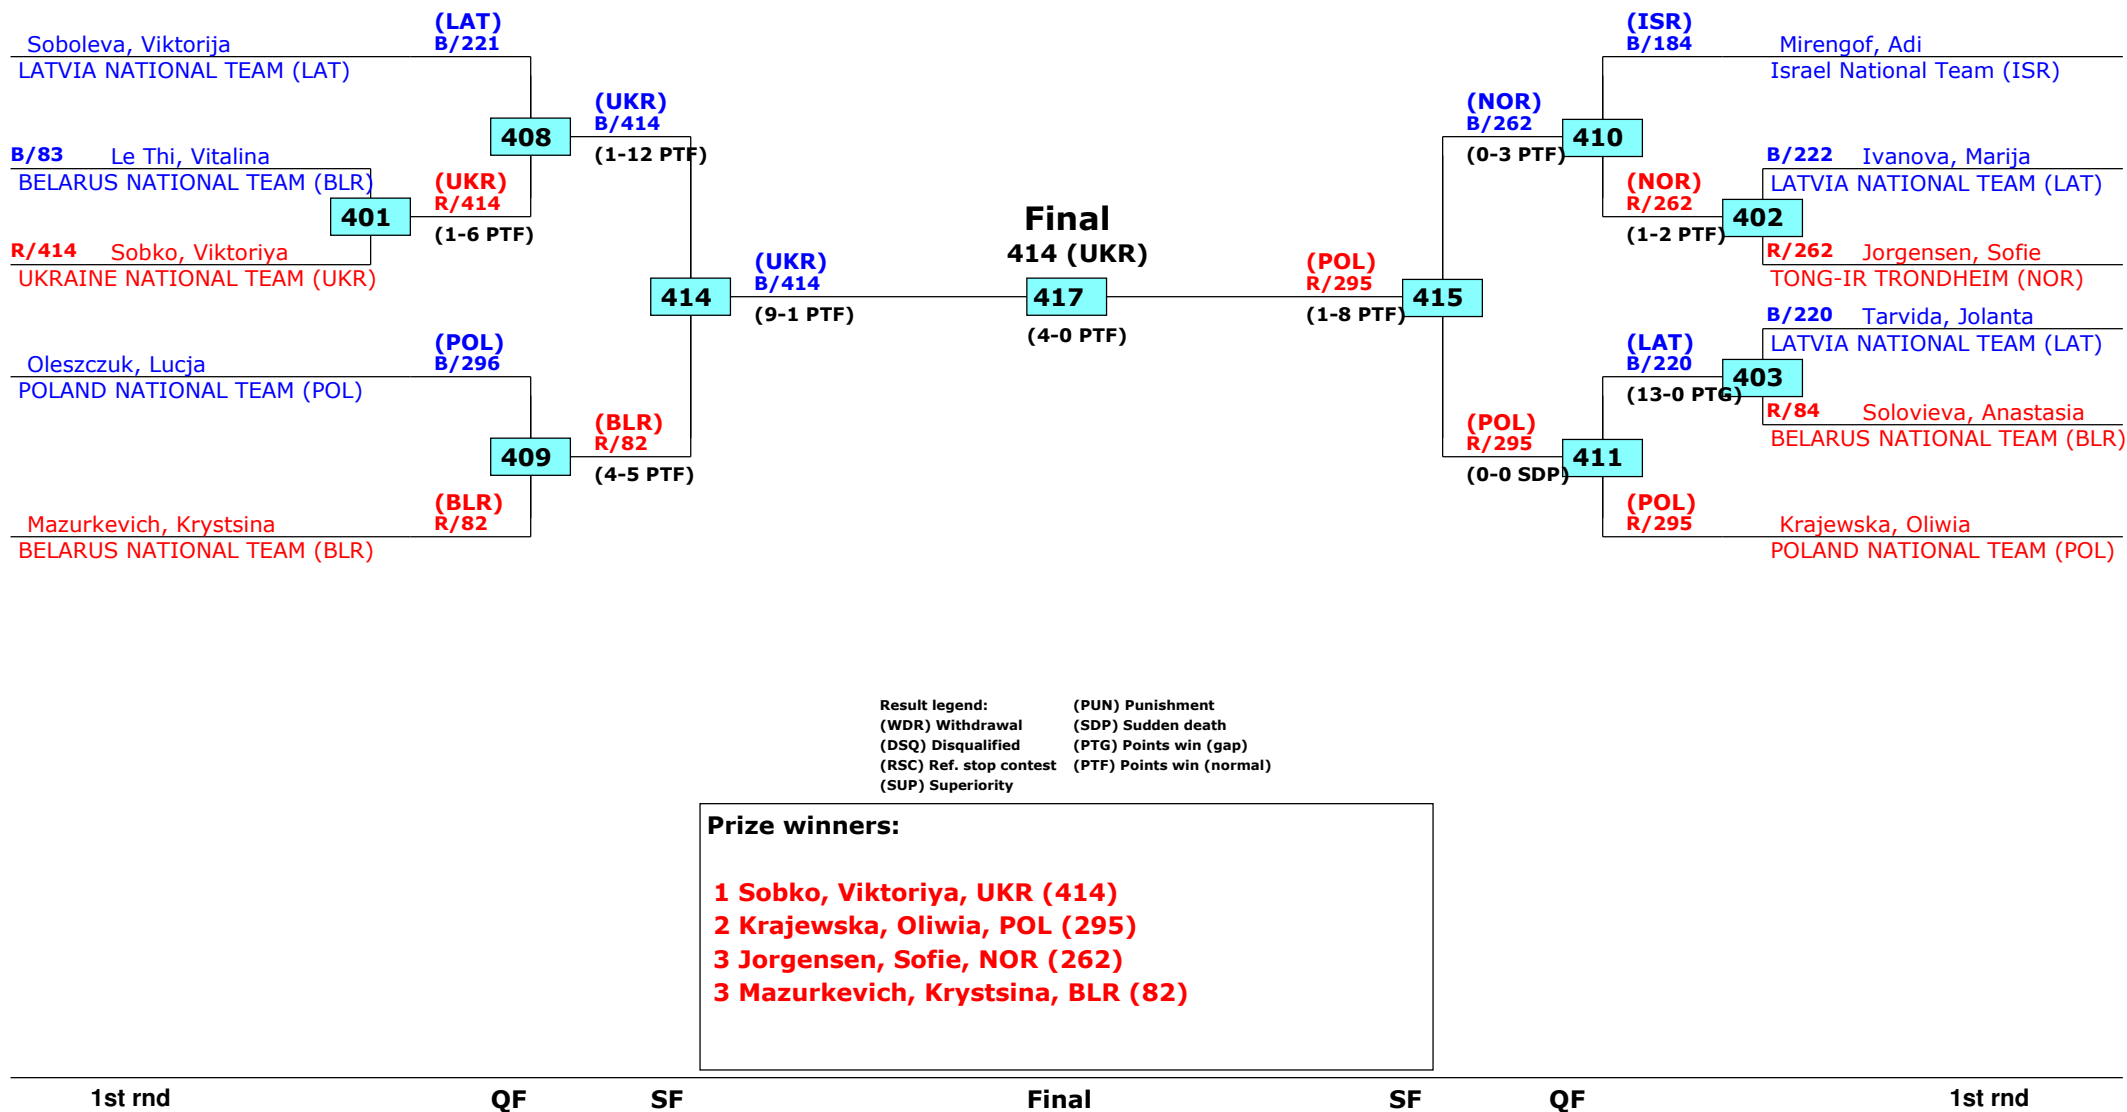 (LAT)
B/221
Soboleva, Viktorija
LATVIA NATIONAL TEAM (LAT)
408
(UKR)
B/414
(1-12 PTF)
B/83 Le Thi, Vitalina
BELARUS NATIONAL TEAM (BLR)
401
(UKR)
R/414
(1-6 PTF)
R/414 Sobko, Viktoriya
UKRAINE NATIONAL TEAM (UKR)
414
(UKR)
B/414
(9-1 PTF)
(POL)
B/296
Oleszczuk, Lucja
POLAND NATIONAL TEAM (POL)
409
(BLR)
R/82
(4-5 PTF)
(BLR)
R/82
Mazurkevich, Krystsina
BELARUS NATIONAL TEAM (BLR)
Final
414 (UKR)
417
(4-0 PTF)
(ISR)
B/184
Mirengof, Adi
Israel National Team (ISR)
(NOR)
B/262
(0-3 PTF)
410
B/222 Ivanova, Marija
LATVIA NATIONAL TEAM (LAT)
(NOR)
R/262
(1-2 PTF)
402
R/262 Jorgensen, Sofie
TONG-IR TRONDHEIM (NOR)
(POL)
R/295
(1-8 PTF)
415
B/220 Tarvida, Jolanta
LATVIA NATIONAL TEAM (LAT)
(LAT)
B/220
(13-0 PTG)
403
R/84 Solovieva, Anastasia
BELARUS NATIONAL TEAM (BLR)
(POL)
R/295
(0-0 SDP)
411
(POL)
R/295
Krajewska, Oliwia
POLAND NATIONAL TEAM (POL)
Result legend: (PUN) Punishment
(WDR) Withdrawal (SDP) Sudden death
(DSQ) Disqualified (PTG) Points win (gap)
(RSC) Ref. stop contest (PTF) Points win (normal)
(SUP) Superiority
Prize winners:
1 Sobko, Viktoriya, UKR (414)
2 Krajewska, Oliwia, POL (295)
3 Jorgensen, Sofie, NOR (262)
3 Mazurkevich, Krystsina, BLR (82)
1st rnd QF SF Final SF QF 1st rnd